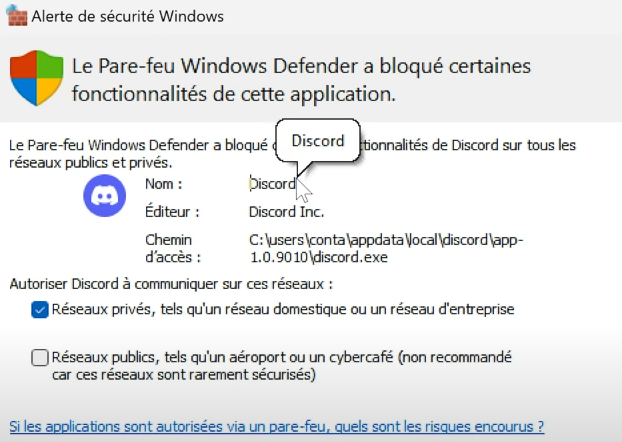 Alerte de sécurité Windows
Le Pare-feu Windows Defender a bloqué certaines
fonctionnalités de cette application.
Le Pare-feu Windows Defender a bloqué ctionnalités de Discord sur tous les
Discord
réseaux publics et privés.
Nom : Discord
Éditeur : Discord Inc.
Chemin C:\users\conta\appdata\local\discord\app-
d'accès : 1.0.9010\discord.exe
Autoriser Discord à communiquer sur ces réseaux :
Réseaux privés, tels qu'un réseau domestique ou un réseau d'entreprise
Réseaux publics, tels qu'un aéroport ou un cybercafé (non recommandé
car ces réseaux sont rarement sécurisés)
Si les applications sont autorisées via un pare-feu, quels sont les risques encourus ?